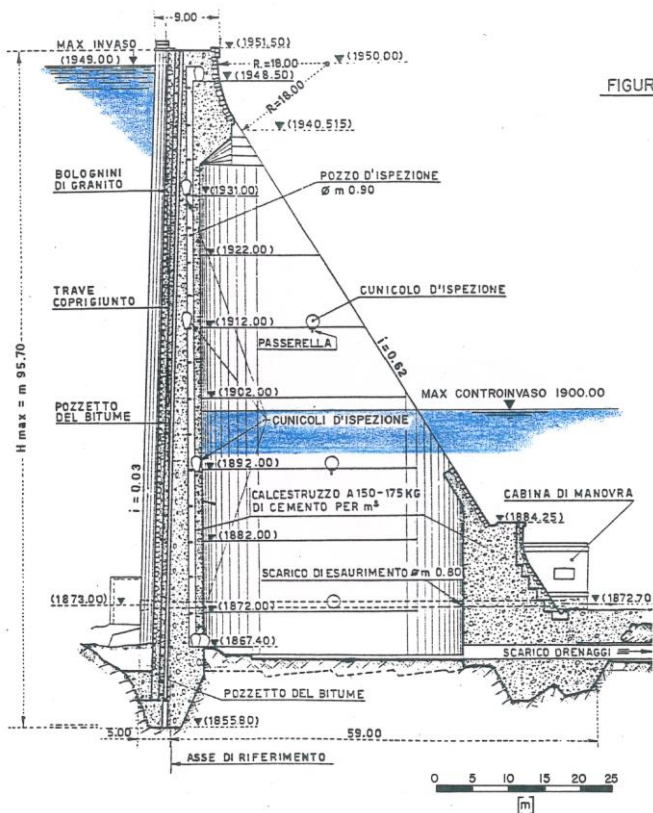 9.00
MAX INVASO
(1949.00)
(1951.50)
R.=18.00
(1950.00)
(1948.50)
R.=18.00
FIGUR
(1940.515)
BOLOGNINI
DI GRANITO
POZZO D'ISPEZIONE
Ø m 0.90
(1931.00)
(1922.00)
TRAVE
COPRIGIUNTO
CUNICOLO D'ISPEZIONE
(1912.00)
PASSERELLA
i=0.62
H max = m 95.70
(1902.00)
MAX CONTROINVASO 1900.00
POZZETTO
DEL BITUME
CUNICOLI D'ISPEZIONE
(1892.00)
i=0.03
CALCESTRUZZO A 150-175 KG
DI CEMENTO PER m³
CABINA DI MANOVRA
(1884.25)
(1882.00)
SCARICO DI ESAURIMENTO Ø m 0.80
(1873.00)
(1872.00)
(1872.70
(1867.40)
SCARICO DRENAGGI
POZZETTO DEL BITUME
(1855.80)
5.00
59.00
ASSE DI RIFERIMENTO
0 5 10 15 20 25
[m]